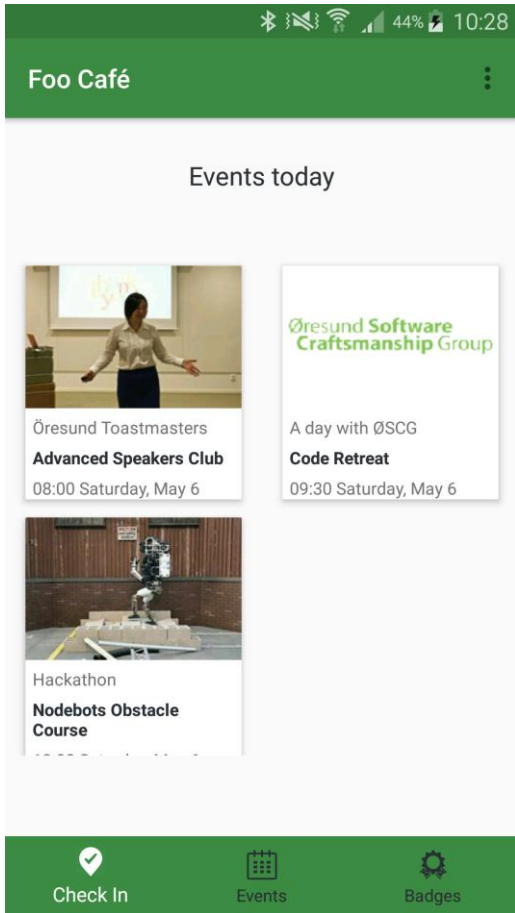 44% 10:28
Foo Café
Events today
Øresund Software
Craftsmanship Group
Öresund Toastmasters
Advanced Speakers Club
08:00 Saturday, May 6
A day with ØSCG
Code Retreat
09:30 Saturday, May 6
Hackathon
Nodebots Obstacle
Course
Check In
Events
Badges